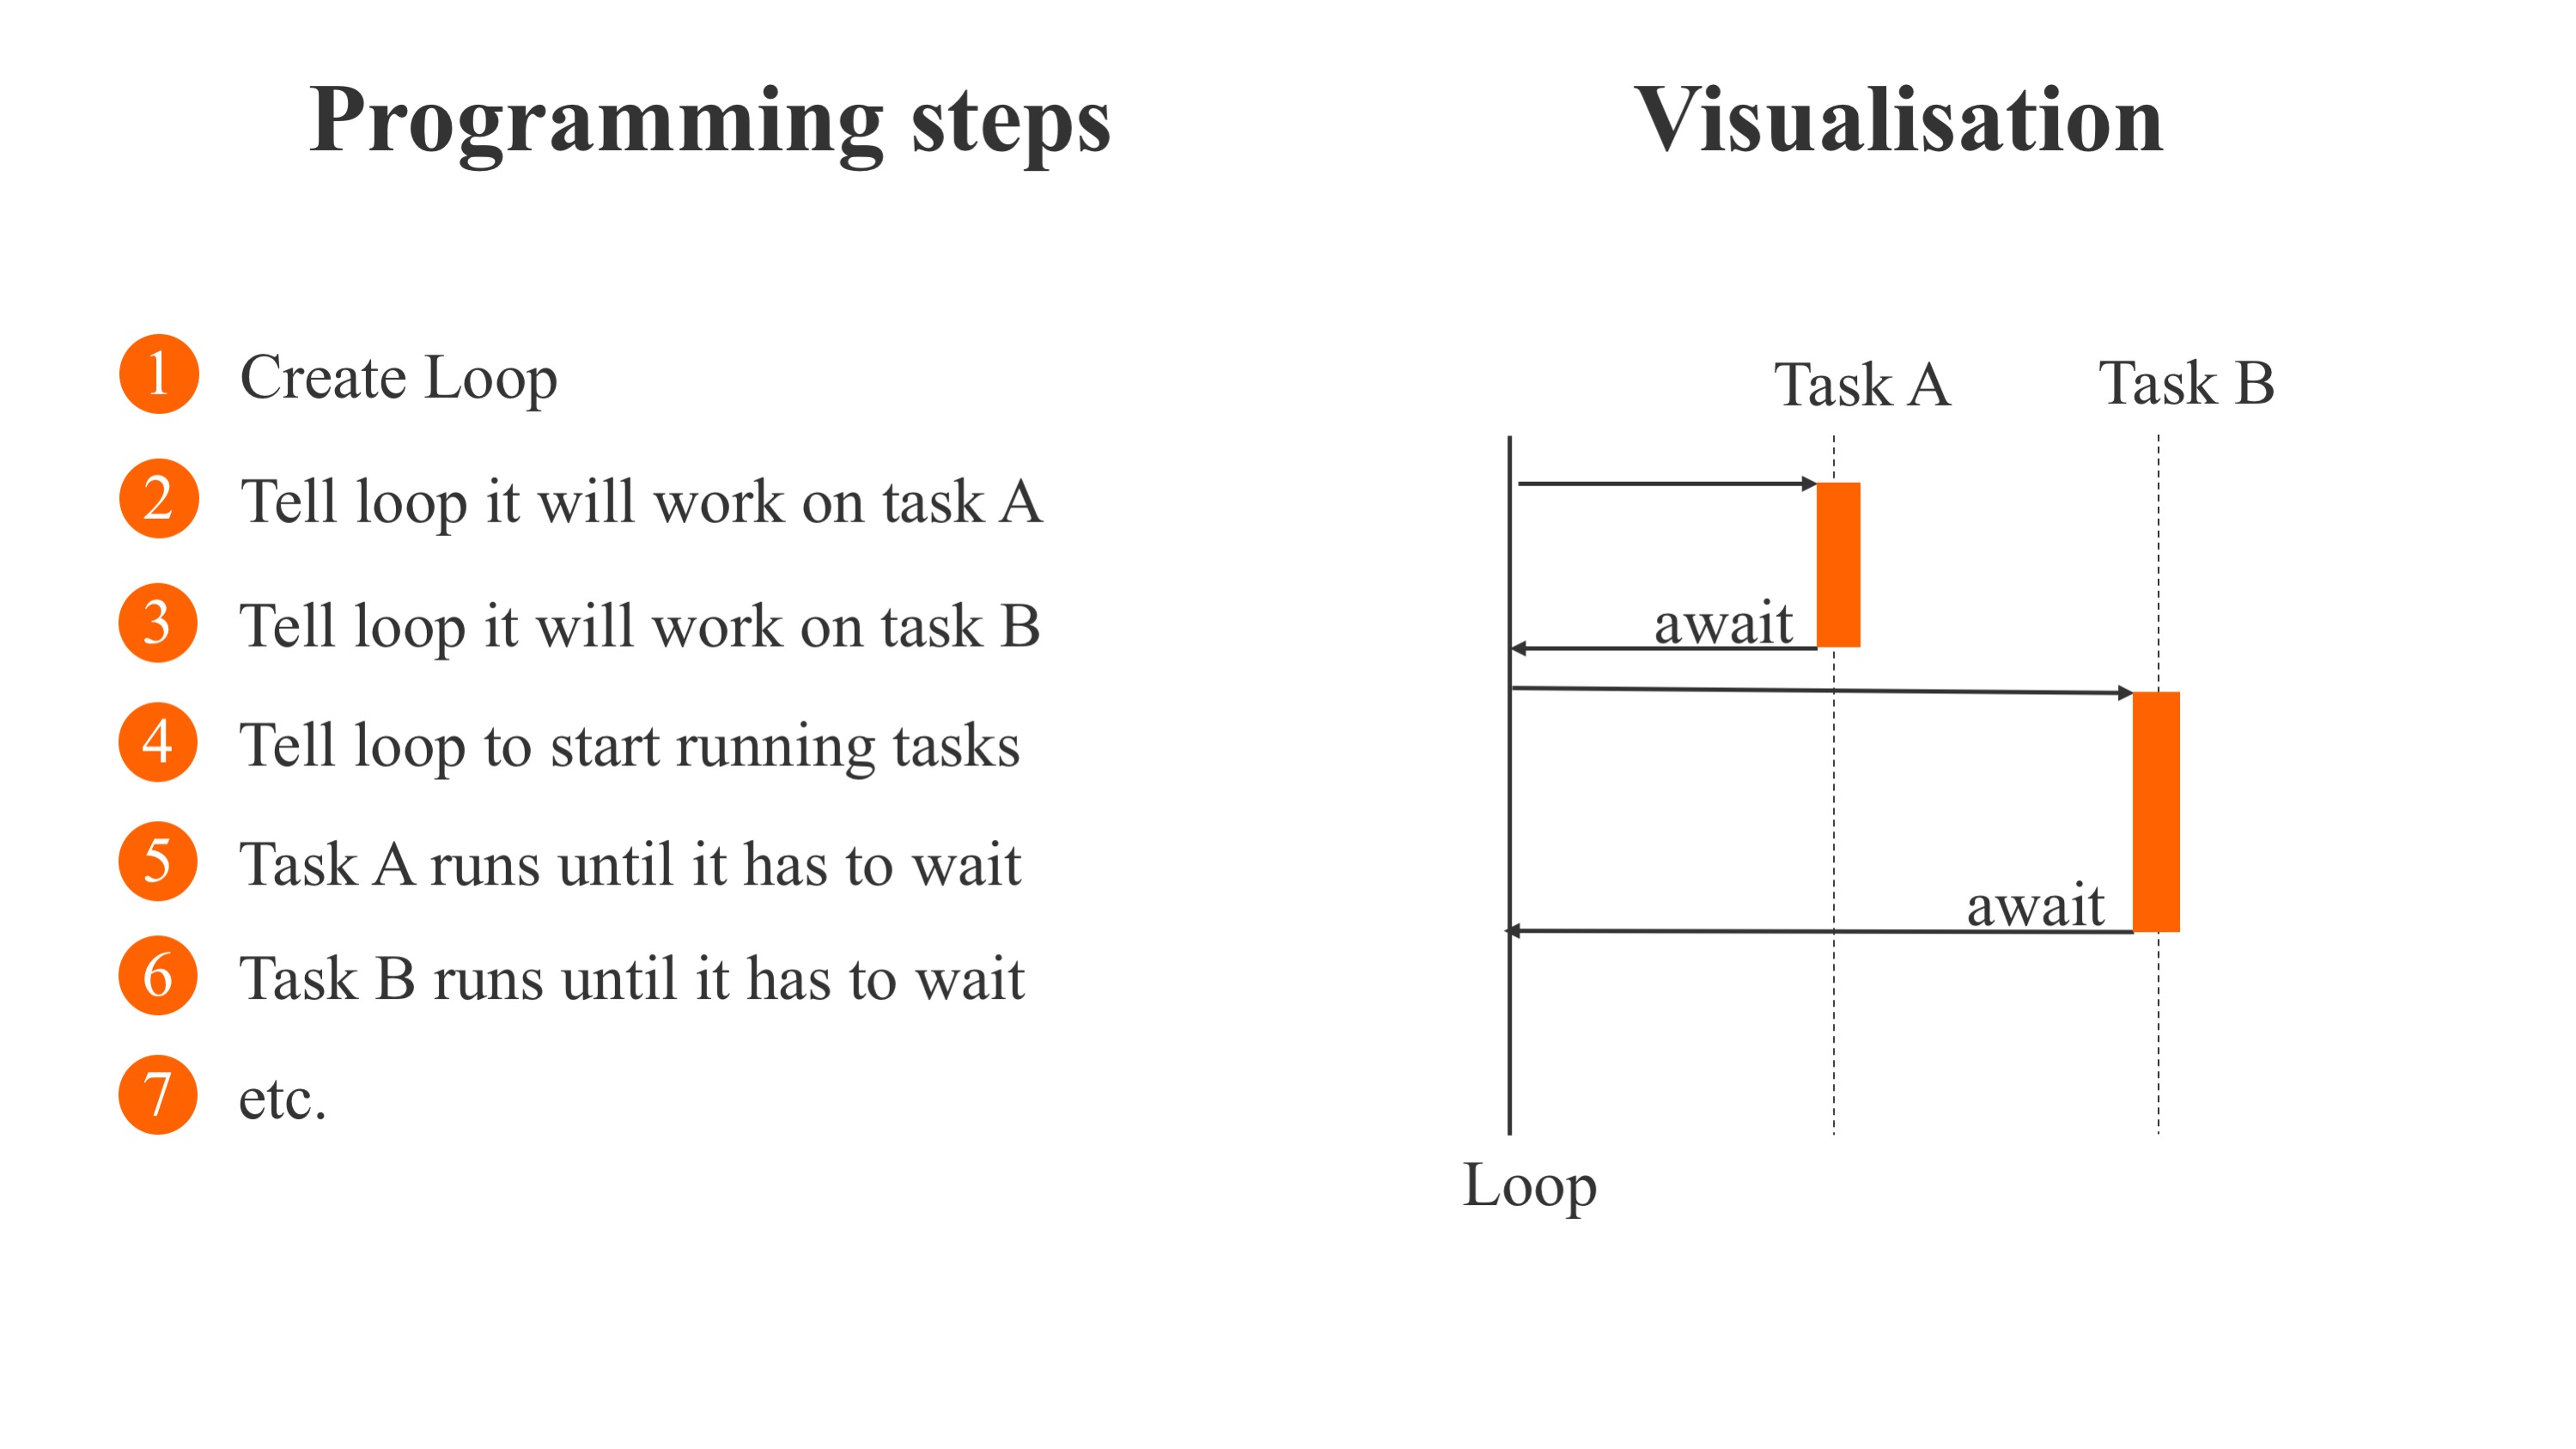 Programming steps
1 Create Loop
2 Tell loop it will work on task A
3 Tell loop it will work on task B
4 Tell loop to start running tasks
5 Task A runs until it has to wait
6 Task B runs until it has to wait
7 etc.
Visualisation
Task A
Task B
await
await
Loop